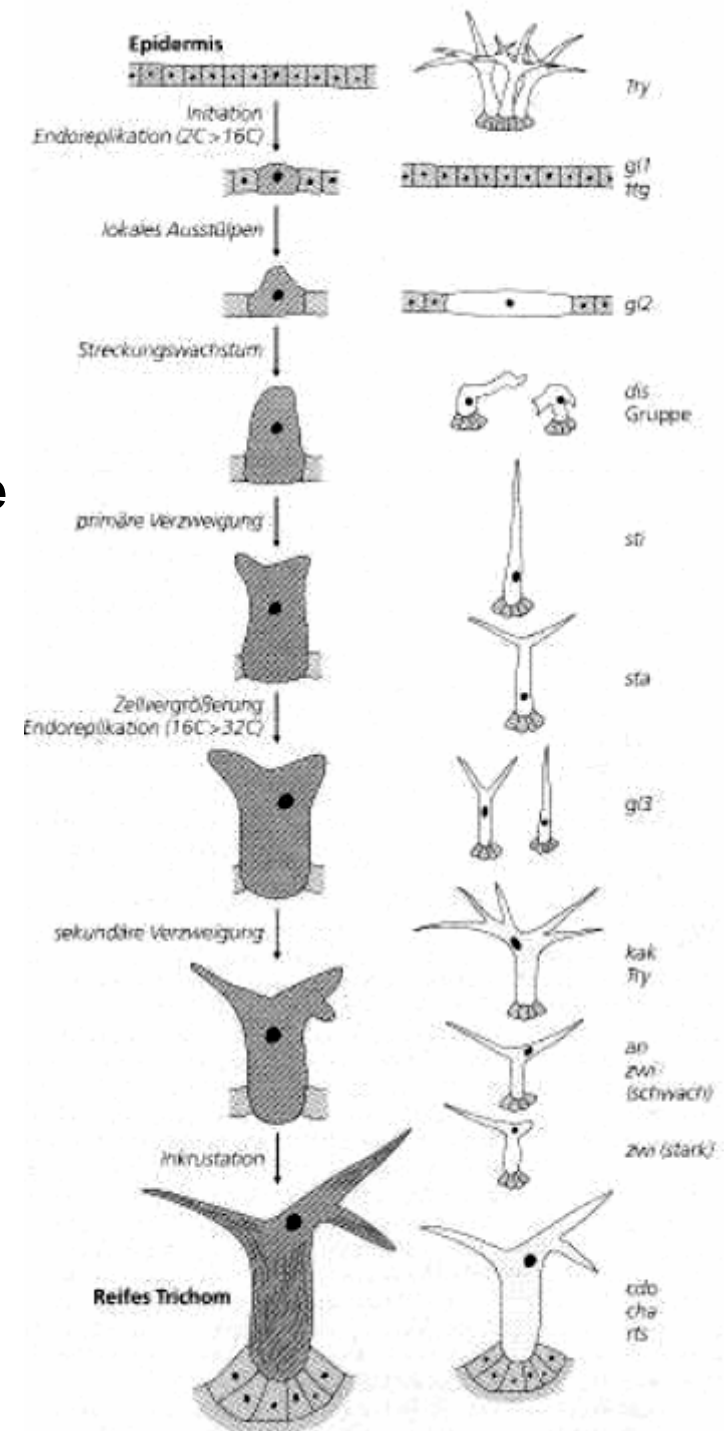 e
Epidermis
Initiation
Endoreplikation (2C>16C)
lokales Ausstülpen
Streckungswachstum
primäre Verzweigung
Zellvergrößerung
Endoreplikation (16C>32C)
sekundäre Verzweigung
Inkrustation
Reifes Trichom
Try
gl1
ttg
gl2
dis
Gruppe
sti
sta
gl3
kak
Try
an
zwi
(schwach)
zwi (stark)
cdo
cha
rts